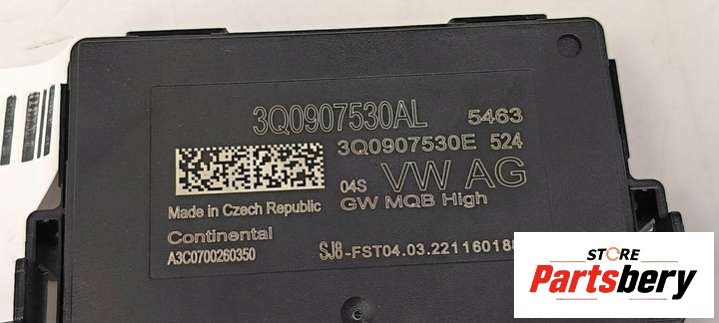 3Q0907530AL 5463
3Q0907530E 524
04S VW AG
GW MQB High
Made in Czech Republic
Continental
A3C0700260350
SJ8-FST04.03.22116018
STORE
Partsbery